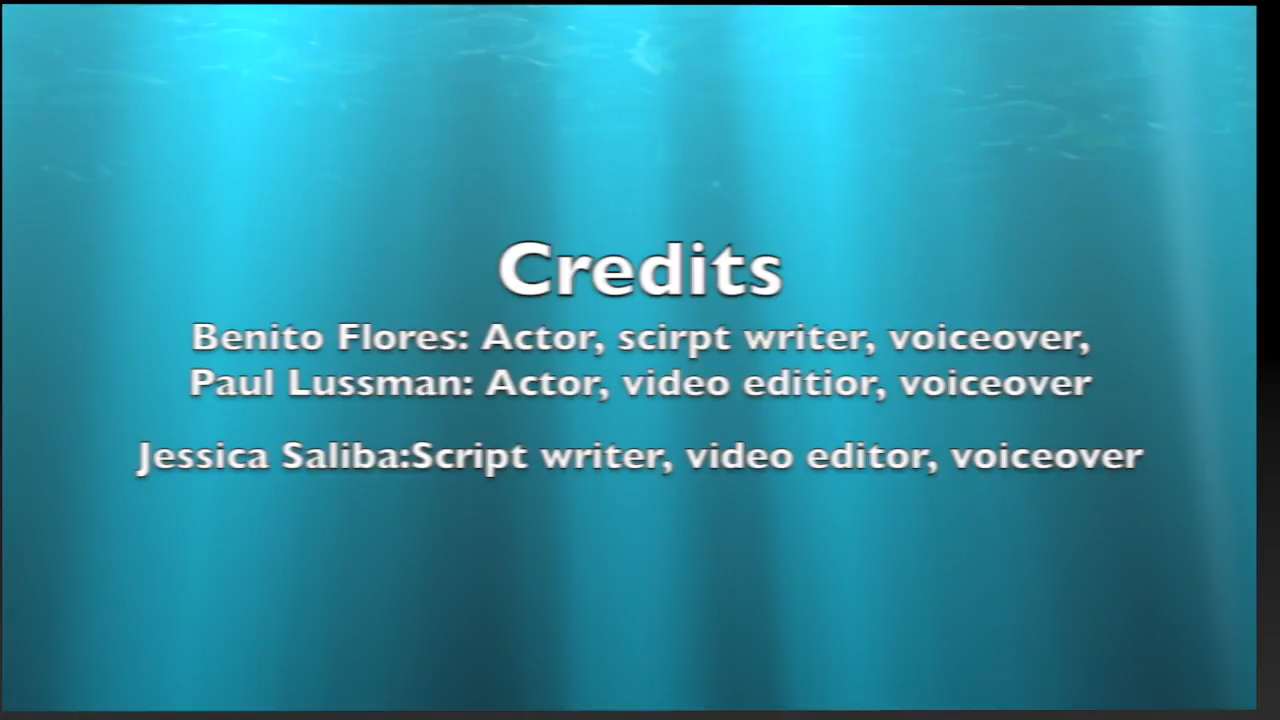 Credits
Benito Flores: Actor, scirpt writer, voiceover,
Paul Lussman: Actor, video editior, voiceover
Jessica Saliba:Script writer, video editor, voiceover